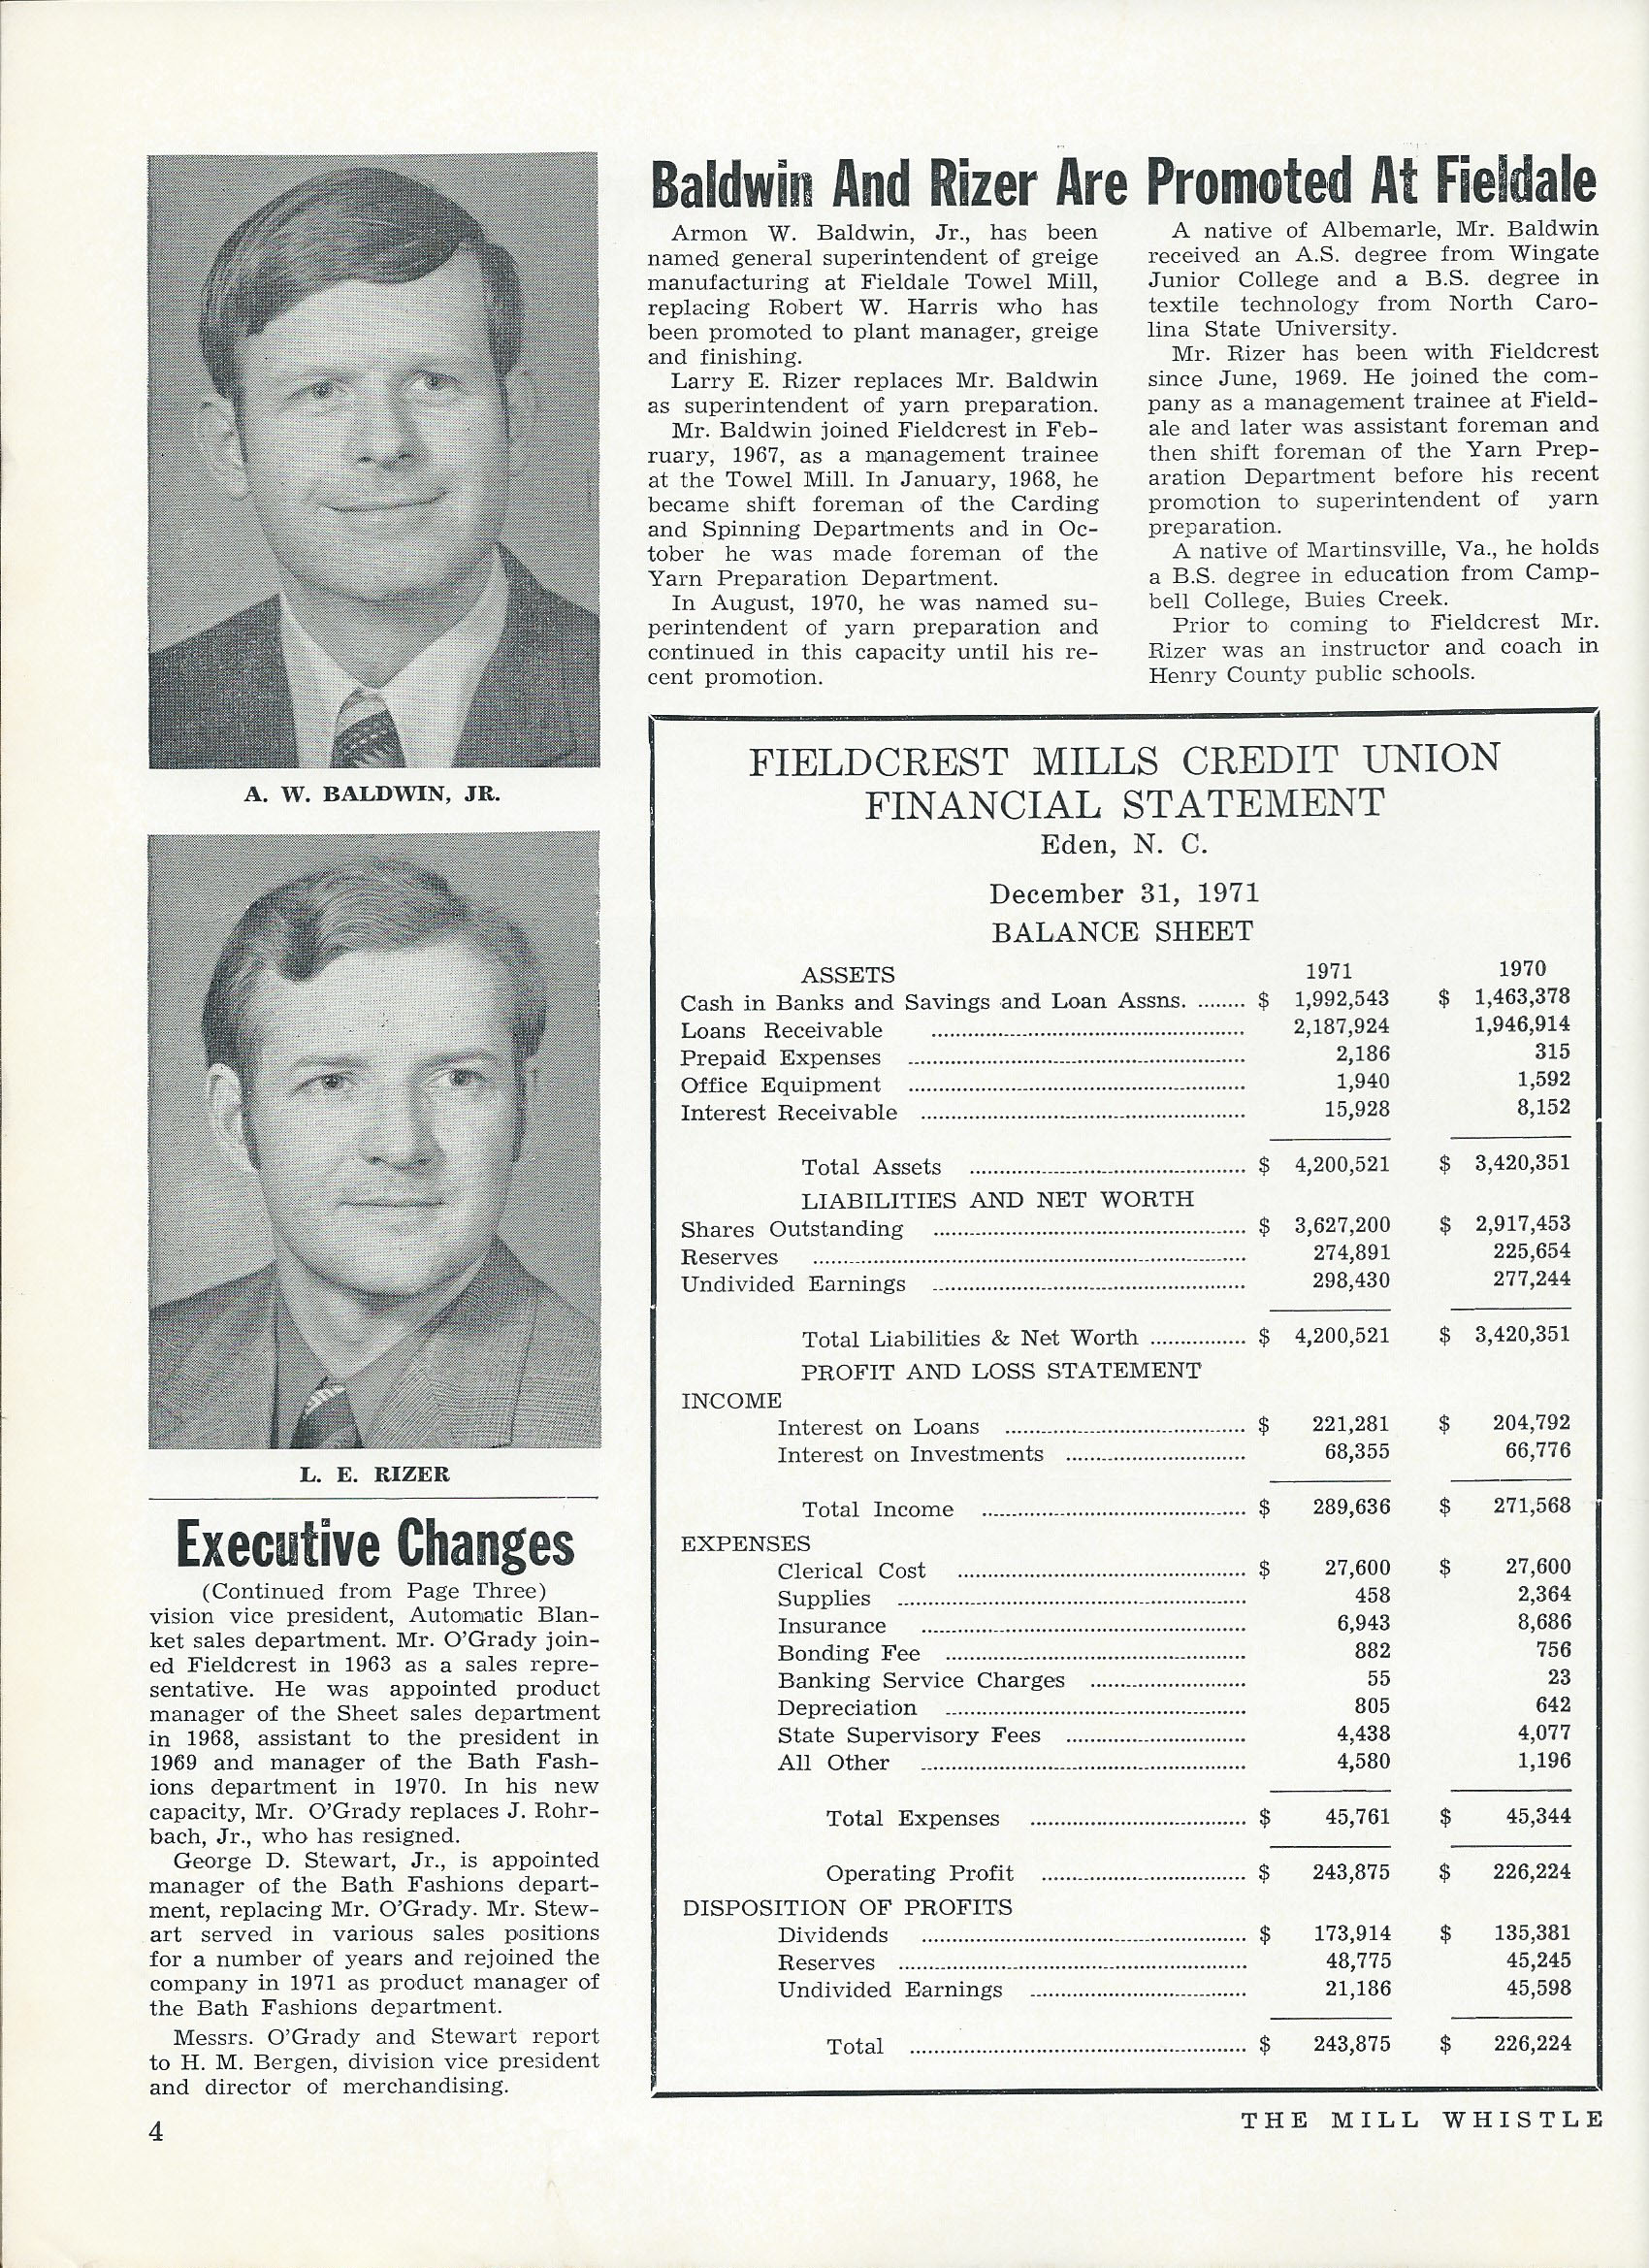 Baldwin And Rizer Are Promoted At Fieldale
Armon W. Baldwin, Jr., has been
named general superintendent of greige
manufacturing at Fieldale Towel Mill,
replacing Robert W. Harris who has
been promoted to plant manager, greige
and finishing.
Larry E. Rizer replaces Mr. Baldwin
as superintendent of yarn preparation.
Mr. Baldwin joined Fieldcrest in Feb-
ruary, 1967, as a management trainee
at the Towel Mill. In January, 1968, he
became shift foreman of the Carding
and Spinning Departments and in Oc-
tober he was made foreman of the
Yarn Preparation Department.
In August, 1970, he was named su-
perintendent of yarn preparation and
continued in this capacity until his re-
cent promotion.
A native of Albemarle, Mr. Baldwin
received an A.S. degree from Wingate
Junior College and a B.S. degree in
textile technology from North Caro-
lina State University.
Mr. Rizer has been with Fieldcrest
since June, 1969. He joined the com-
pany as a management trainee at Field-
ale and later was assistant foreman and
then shift foreman of the Yarn Prep-
aration Department before his recent
promotion to superintendent of yarn
preparation.
A native of Martinsville, Va., he holds
a B.S. degree in education from Camp-
bell College, Buies Creek.
Prior to coming to Fieldcrest Mr.
Rizer was an instructor and coach in
Henry County public schools.
A. W. BALDWIN, JR.
L. E. RIZER
Executive Changes
(Continued from Page Three)
vision vice president, Automatic Blan-
ket sales department. Mr. O'Grady join-
ed Fieldcrest in 1963 as a sales repre-
sentative. He was appointed product
manager of the Sheet sales department
in 1968, assistant to the president in
1969 and manager of the Bath Fash-
ions department in 1970. In his new
capacity, Mr. O'Grady replaces J. Rohr-
bach, Jr., who has resigned.
George D. Stewart, Jr., is appointed
manager of the Bath Fashions depart-
ment, replacing Mr. O'Grady. Mr. Stew-
art served in various sales positions
for a number of years and rejoined the
company in 1971 as product manager of
the Bath Fashions department.
Messrs. O'Grady and Stewart report
to H. M. Bergen, division vice president
and director of merchandising.
FIELDCREST MILLS CREDIT UNION
FINANCIAL STATEMENT
Eden, N. C.
December 31, 1971
BALANCE SHEET
ASSETS 1971 1970
Cash in Banks and Savings and Loan Assns. ........ $ 1,992,543 $ 1,463,378
Loans Receivable ........ 2,187,924 1,946,914
Prepaid Expenses ........ 2,186 315
Office Equipment ........ 1,940 1,592
Interest Receivable ........ 15,928 8,152
Total Assets ........ $ 4,200,521 $ 3,420,351
LIABILITIES AND NET WORTH
Shares Outstanding ........ $ 3,627,200 $ 2,917,453
Reserves ........ 274,891 225,654
Undivided Earnings ........ 298,430 277,244
Total Liabilities & Net Worth ........ $ 4,200,521 $ 3,420,351
PROFIT AND LOSS STATEMENT
INCOME
Interest on Loans ........ $ 221,281 $ 204,792
Interest on Investments ........ 68,355 66,776
Total Income ........ $ 289,636 $ 271,568
EXPENSES
Clerical Cost ........ $ 27,600 $ 27,600
Supplies ........ 458 2,364
Insurance ........ 6,943 8,686
Bonding Fee ........ 882 756
Banking Service Charges ........ 55 23
Depreciation ........ 805 642
State Supervisory Fees ........ 4,438 4,077
All Other ........ 4,580 1,196
Total Expenses ........ $ 45,761 $ 45,344
Operating Profit ........ $ 243,875 $ 226,224
DISPOSITION OF PROFITS
Dividends ........ $ 173,914 $ 135,381
Reserves ........ 48,775 45,245
Undivided Earnings ........ 21,186 45,598
Total ........ $ 243,875 $ 226,224
4
THE MILL WHISTLE